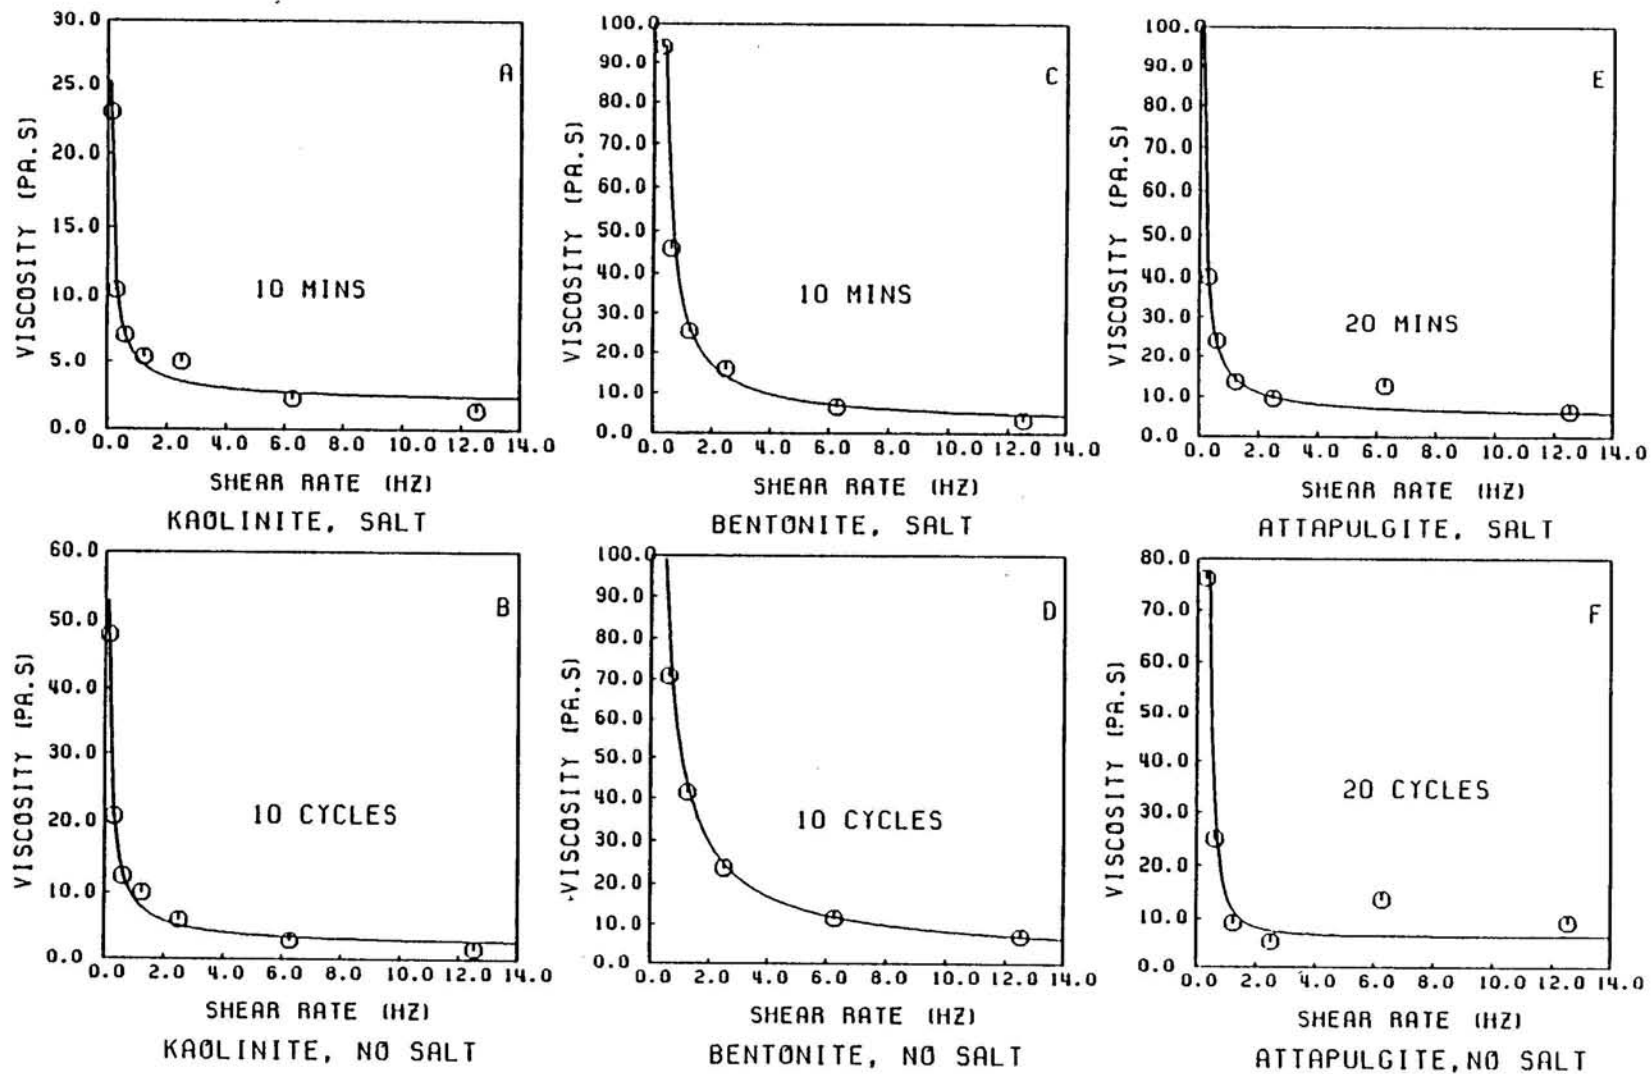 30.0
25.0
20.0
15.0
10.0
5.0
0.0
VISCOSITY (PA.S)
A
10 MINS
0.0 2.0 4.0 6.0 8.0 10.0 12.0 14.0
SHEAR RATE (HZ)
KAOLINITE, SALT
100.0
90.0
80.0
70.0
60.0
50.0
40.0
30.0
20.0
10.0
0.0
VISCOSITY (PA.S)
C
10 MINS
0.0 2.0 4.0 6.0 8.0 10.0 12.0 14.0
SHEAR RATE (HZ)
BENTONITE, SALT
100.0
90.0
80.0
70.0
60.0
50.0
40.0
30.0
20.0
10.0
0.0
VISCOSITY (PA.S)
E
20 MINS
0.0 2.0 4.0 6.0 8.0 10.0 12.0 14.0
SHEAR RATE (HZ)
ATTAPULGITE, SALT
60.0
50.0
40.0
30.0
20.0
10.0
0.0
VISCOSITY (PA.S)
B
10 CYCLES
0.0 2.0 4.0 6.0 8.0 10.0 12.0 14.0
SHEAR RATE (HZ)
KAOLINITE, NO SALT
100.0
90.0
80.0
70.0
60.0
50.0
40.0
30.0
20.0
10.0
0.0
VISCOSITY (PA.S)
D
10 CYCLES
0.0 2.0 4.0 6.0 8.0 10.0 12.0 14.0
SHEAR RATE (HZ)
BENTONITE, NO SALT
80.0
70.0
60.0
50.0
40.0
30.0
20.0
10.0
0.0
VISCOSITY (PA.S)
F
20 CYCLES
0.0 2.0 4.0 6.0 8.0 10.0 12.0 14.0
SHEAR RATE (HZ)
ATTAPULGITE, NO SALT